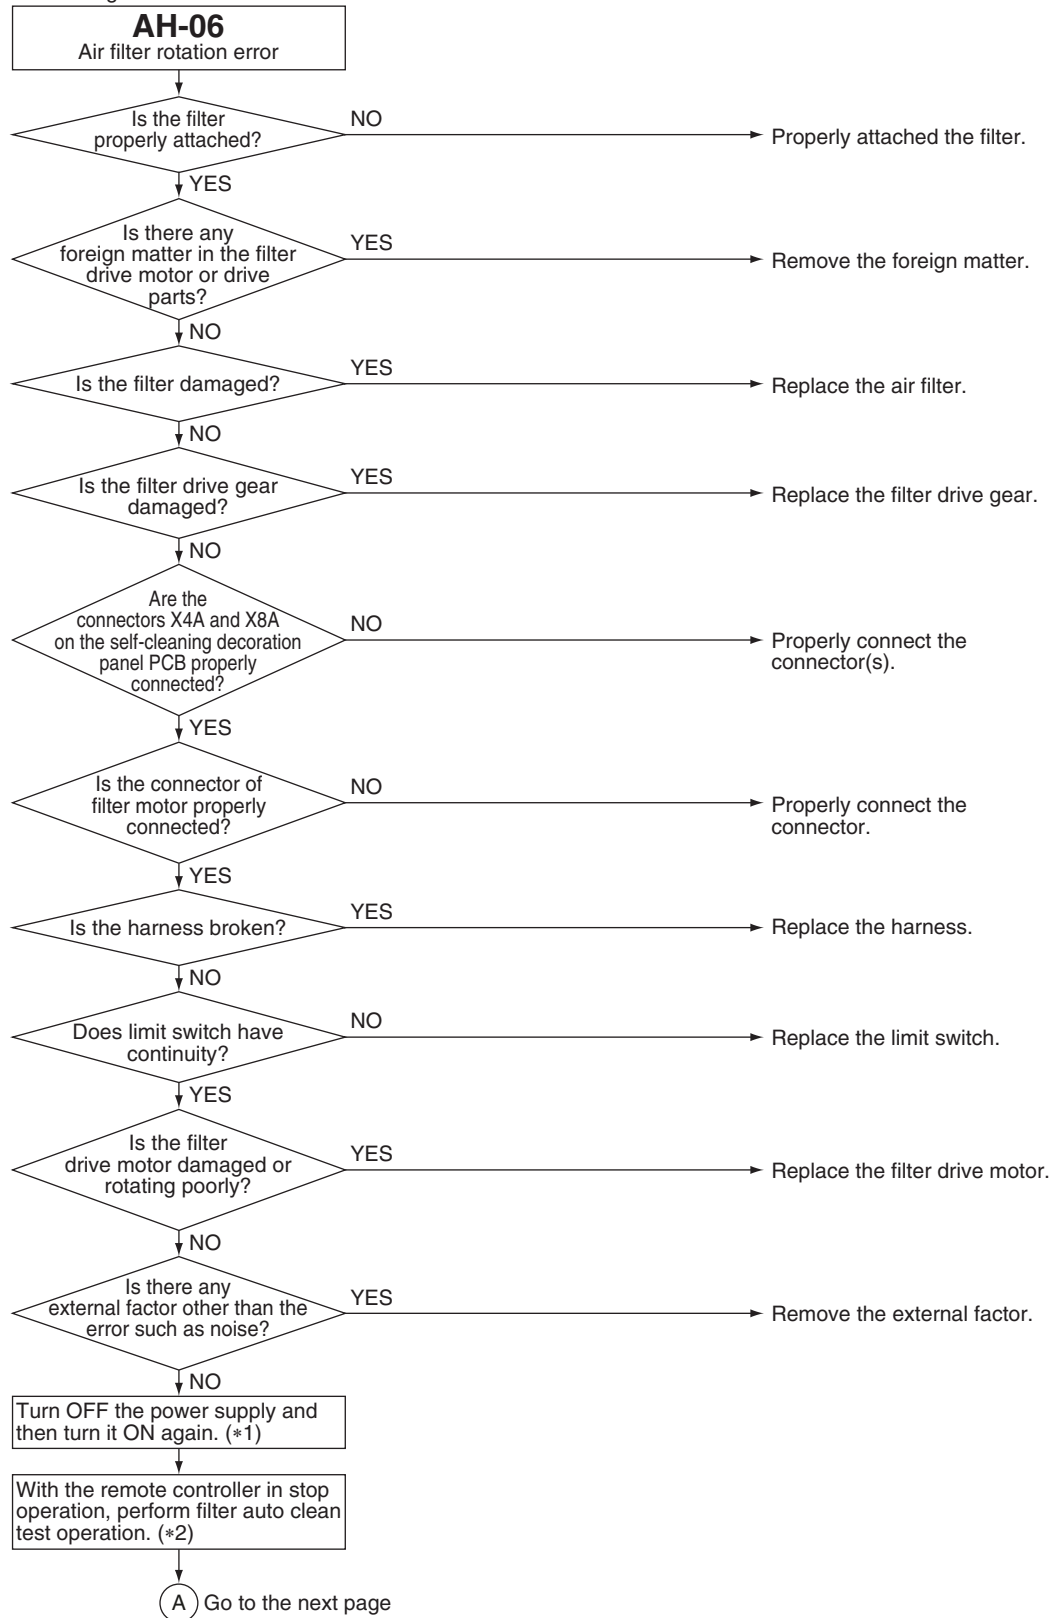 AH-06
Air filter rotation error
Is the filter
properly attached?
NO
Properly attached the filter.
YES
Is there any
foreign matter in the filter
drive motor or drive
parts?
YES
Remove the foreign matter.
NO
Is the filter damaged?
YES
Replace the air filter.
NO
Is the filter drive gear
damaged?
YES
Replace the filter drive gear.
NO
Are the
connectors X4A and X8A
on the self-cleaning decoration
panel PCB properly
connected?
NO
Properly connect the
connector(s).
YES
Is the connector of
filter motor properly
connected?
NO
Properly connect the
connector.
YES
Is the harness broken?
YES
Replace the harness.
NO
Does limit switch have
continuity?
NO
Replace the limit switch.
YES
Is the filter
drive motor damaged or
rotating poorly?
YES
Replace the filter drive motor.
NO
Is there any
external factor other than the
error such as noise?
YES
Remove the external factor.
NO
Turn OFF the power supply and
then turn it ON again. (*1)
With the remote controller in stop
operation, perform filter auto clean
test operation. (*2)
A Go to the next page